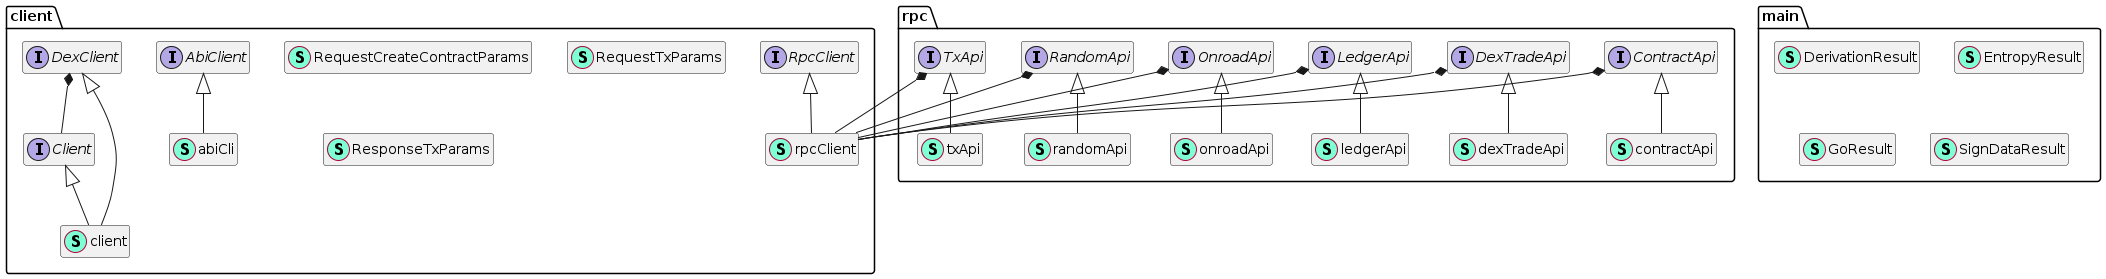 client
rpc
main
I DexClient
I AbiClient
S RequestCreateContractParams
S RequestTxParams
I RpcClient
I TxApi
I RandomApi
I OnroadApi
I LedgerApi
I DexTradeApi
I ContractApi
S DerivationResult
S EntropyResult
I Client
S abiCli
S ResponseTxParams
S rpcClient
S txApi
S randomApi
S onroadApi
S ledgerApi
S dexTradeApi
S contractApi
S GoResult
S SignDataResult
S client